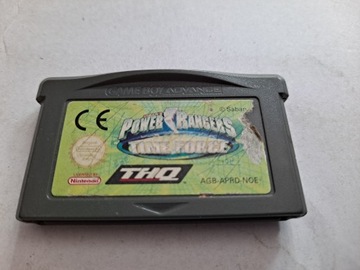 GAME BOY ADVANCE
© Saban
CE
POWER RANGERS
TIME FORCE
Nintendo
THQ
AGB-APRD-NOE